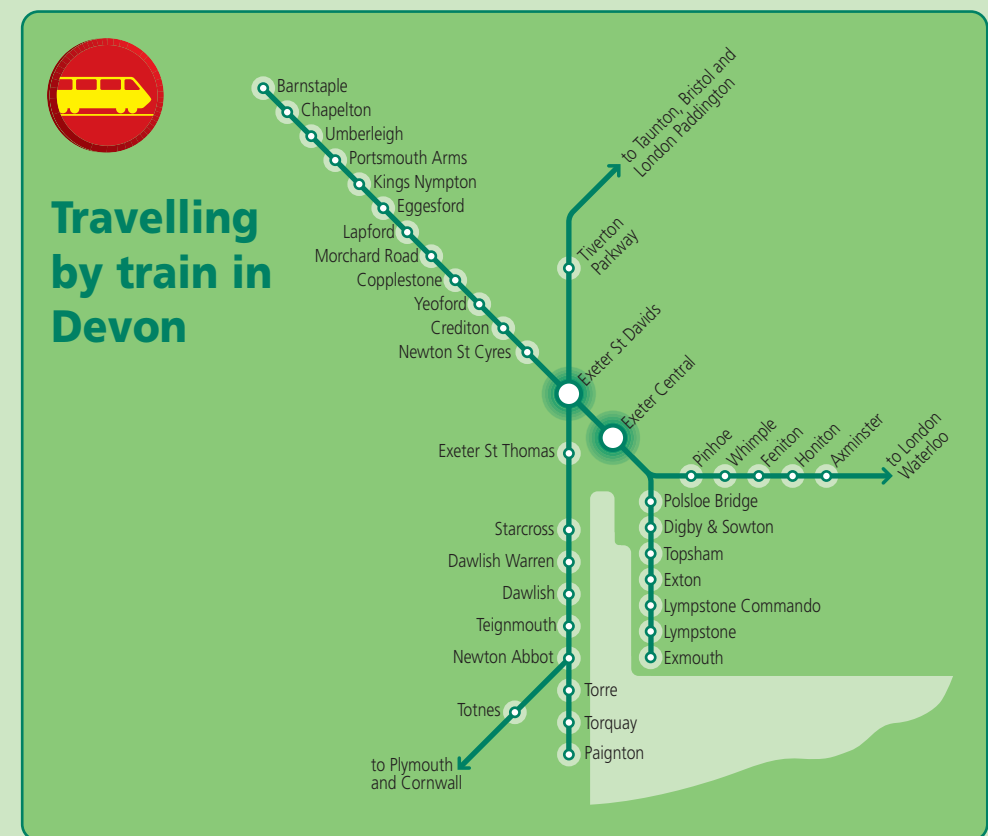 Travelling
by train in
Devon
Barnstaple
Chapelton
Umberleigh
Portsmouth Arms
Kings Nympton
Eggesford
Lapford
Morchard Road
Copplestone
Yeoford
Crediton
Newton St Cyres
to Taunton, Bristol and
London Paddington
Tiverton
Parkway
Exeter St Davids
Exeter Central
Pinhoe
Whimple
Feniton
Honiton
Axminster
to London
Waterloo
Exeter St Thomas
Starcross
Dawlish Warren
Dawlish
Teignmouth
Newton Abbot
Totnes
to Plymouth
and Cornwall
Torre
Torquay
Paignton
Polsloe Bridge
Digby & Sowton
Topsham
Exton
Lympstone Commando
Lympstone
Exmouth